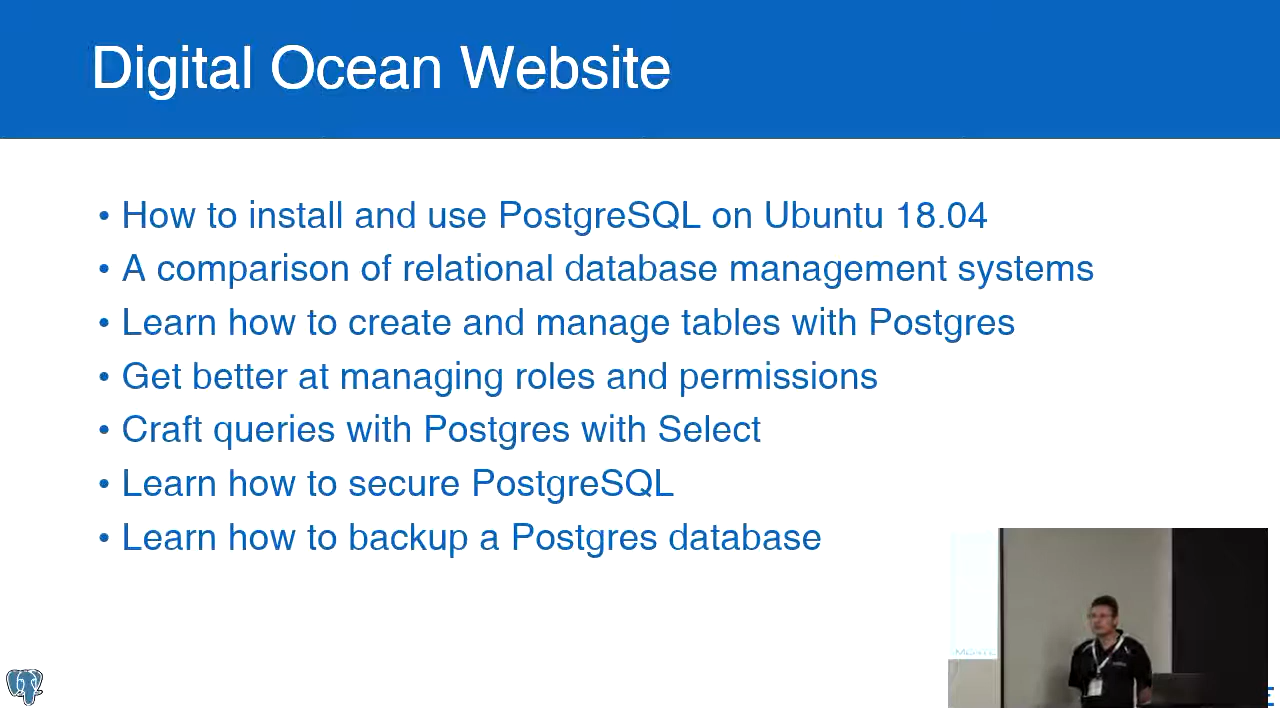 Digital Ocean Website
• How to install and use PostgreSQL on Ubuntu 18.04
• A comparison of relational database management systems
• Learn how to create and manage tables with Postgres
• Get better at managing roles and permissions
• Craft queries with Postgres with Select
• Learn how to secure PostgreSQL
• Learn how to backup a Postgres database